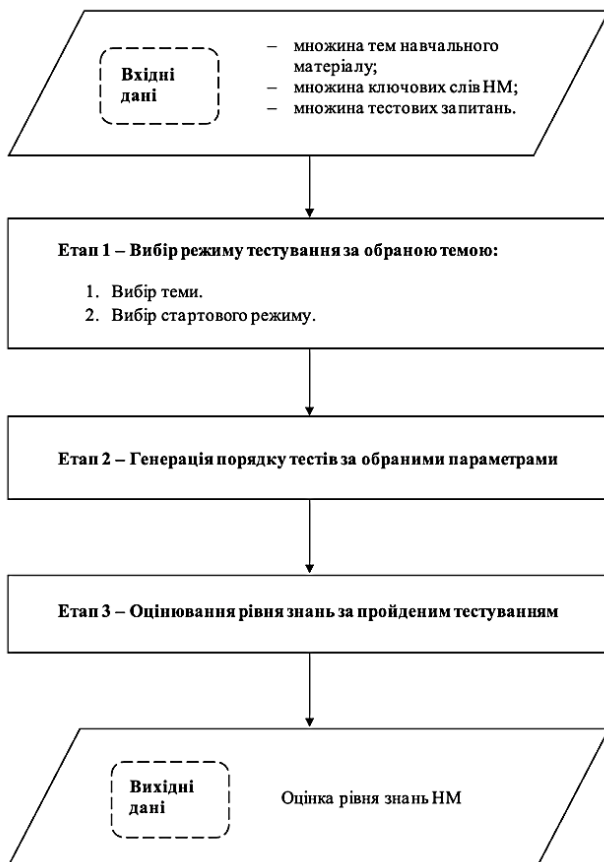 Вхідні
дані
– множина тем навчального
матеріалу;
– множина ключових слів НМ;
– множина тестових запитань.
Етап 1 – Вибір режиму тестування за обраною темою:
1. Вибір теми.
2. Вибір стартового режиму.
Етап 2 – Генерація порядку тестів за обраними параметрами
Етап 3 – Оцінювання рівня знань за пройденим тестуванням
Вихідні
дані
Оцінка рівня знань НМ